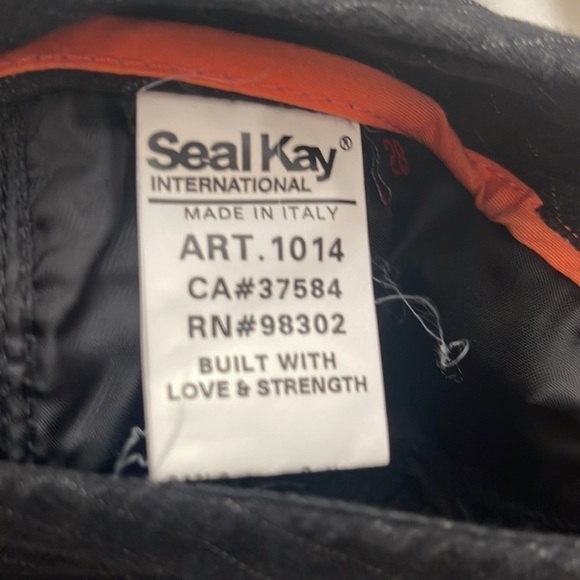 Seal Kay®
INTERNATIONAL
MADE IN ITALY
ART.1014
CA#37584
RN#98302
BUILT WITH
LOVE & STRENGTH